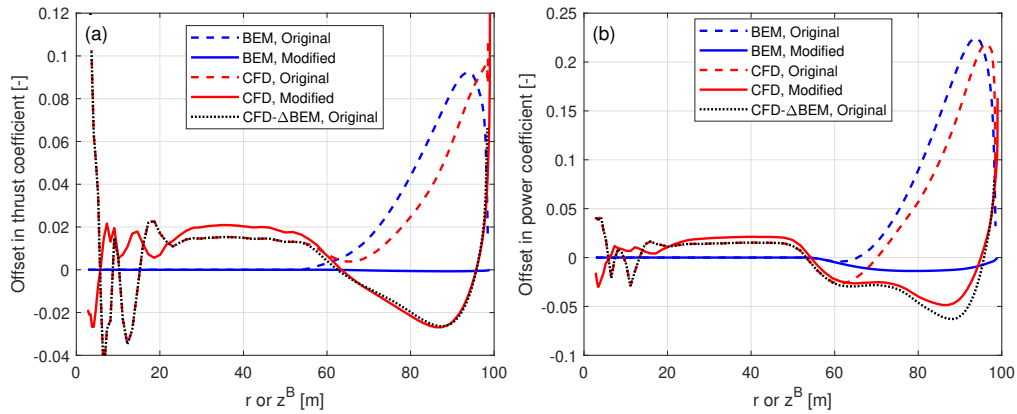 (a)
BEM, Original
BEM, Modified
CFD, Original
CFD, Modified
CFD-ΔBEM, Original
Offset in thrust coefficient [-]
0.12
0.1
0.08
0.06
0.04
0.02
0
-0.02
-0.04
0 20 40 60 80 100
r or z^B [m]
(b)
BEM, Original
BEM, Modified
CFD, Original
CFD, Modified
CFD-ΔBEM, Original
Offset in power coefficient [-]
0.25
0.2
0.15
0.1
0.05
0
-0.05
-0.1
0 20 40 60 80 100
r or z^B [m]